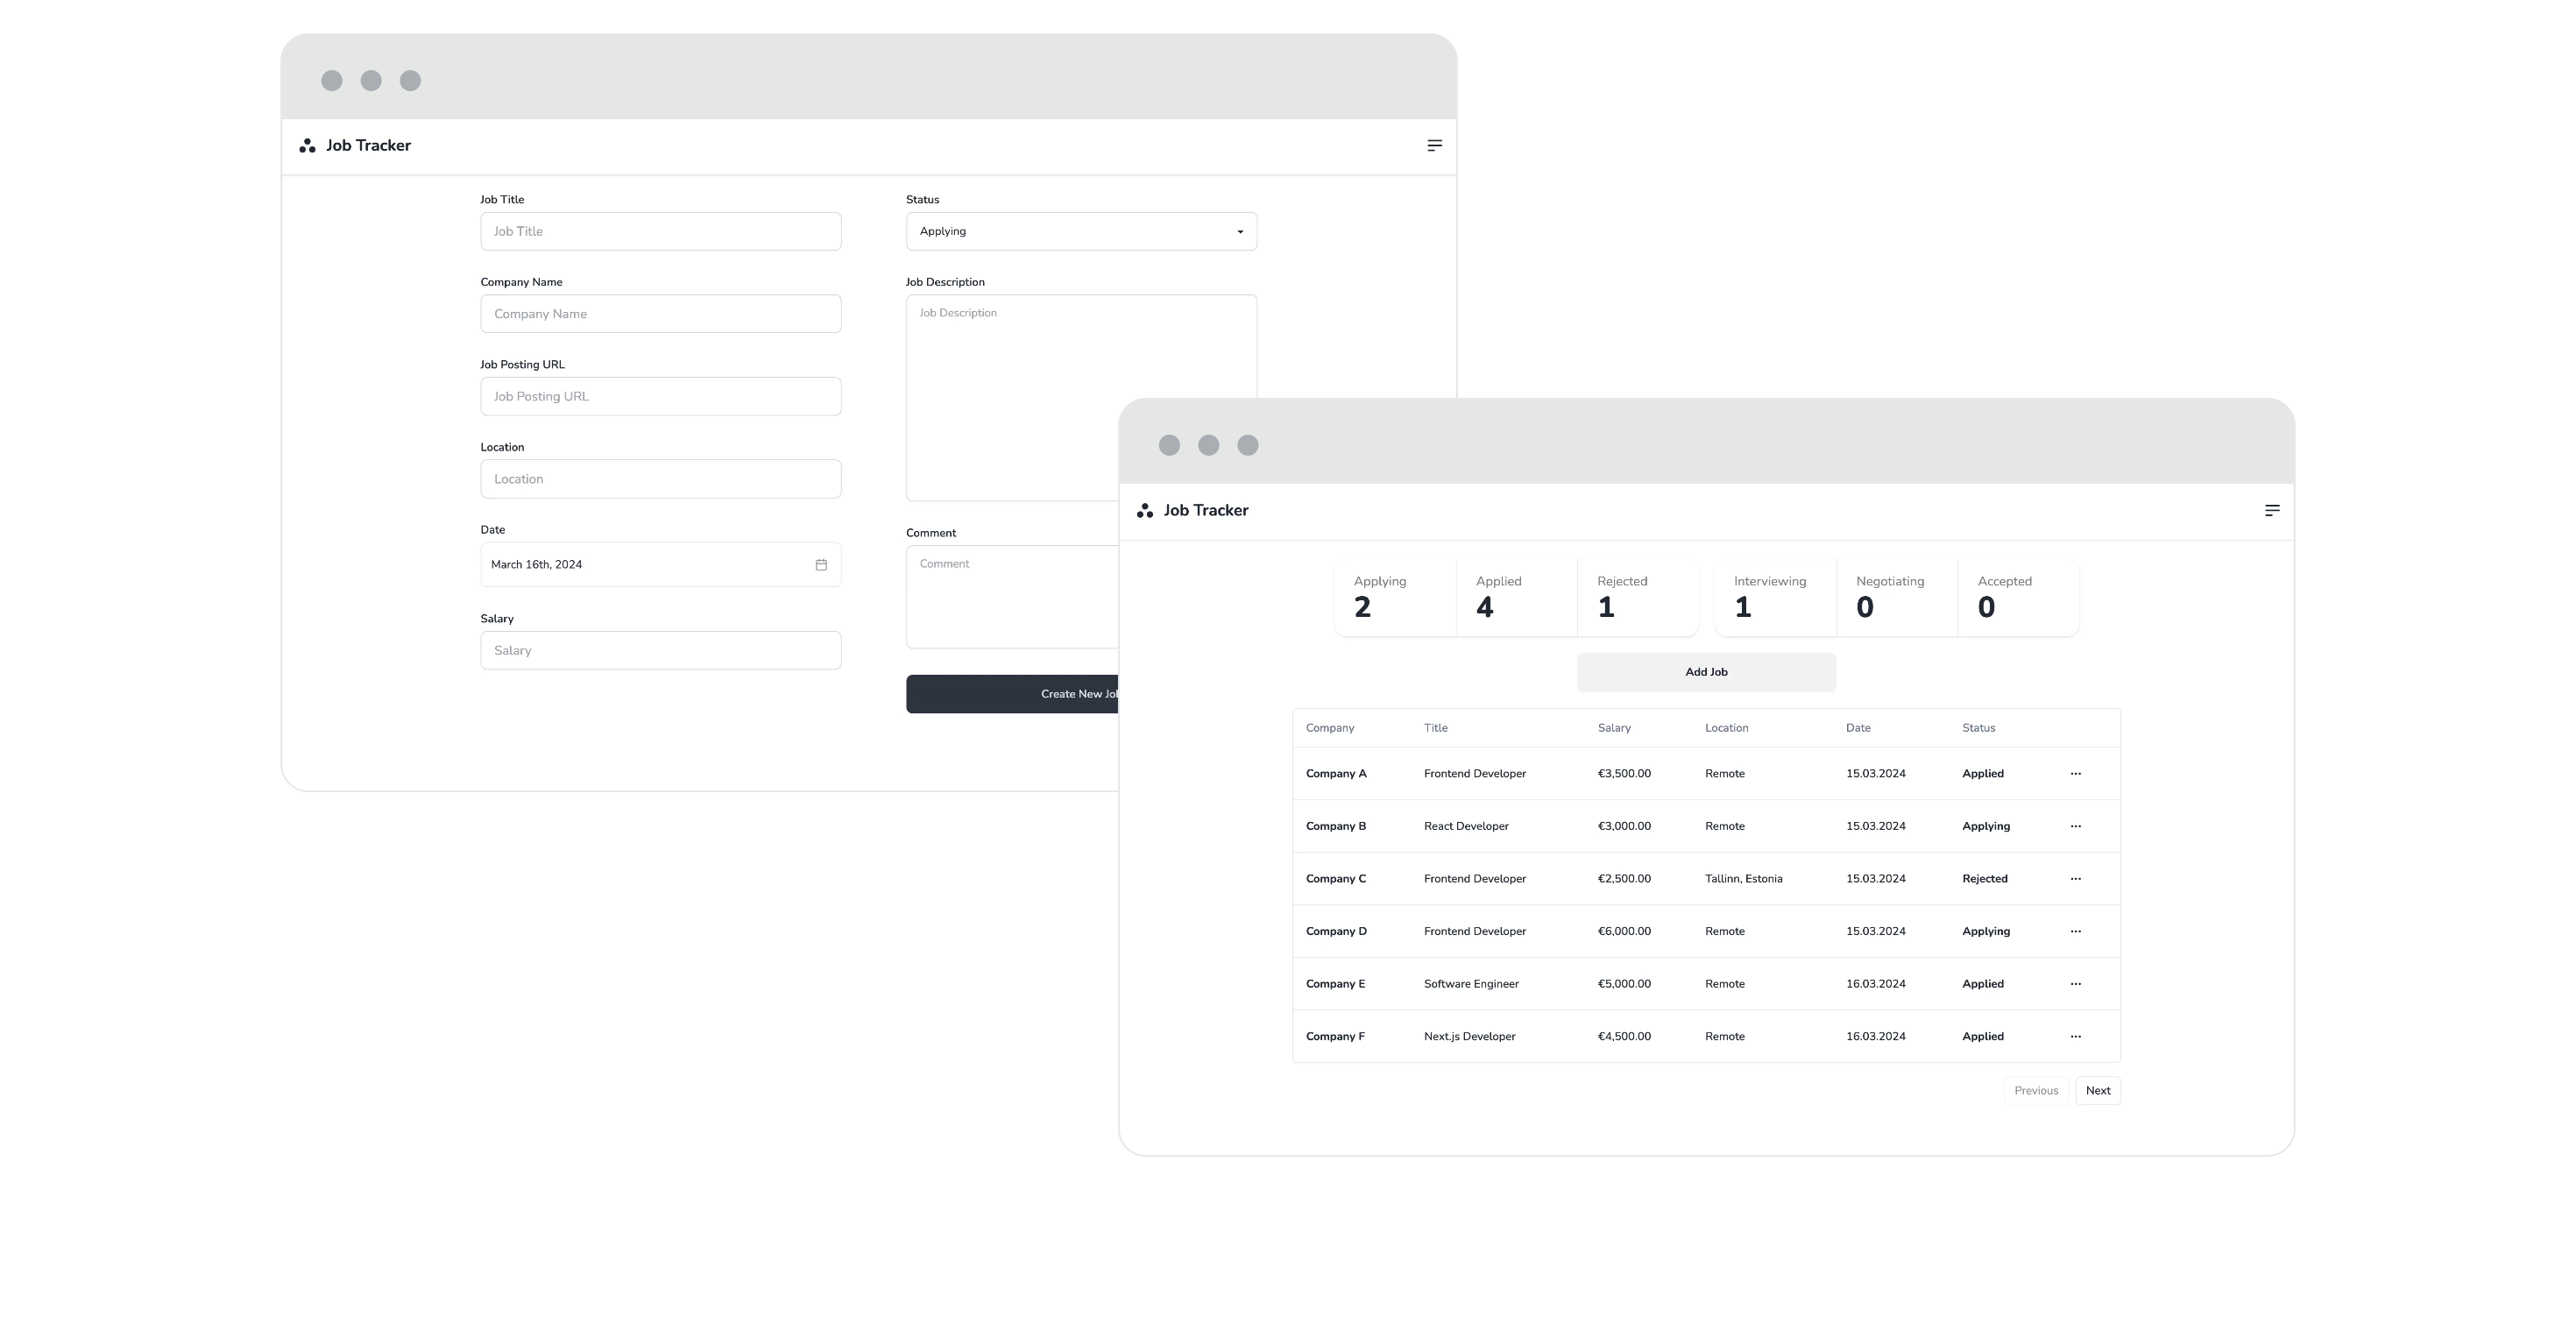 Job Tracker
Job Title
Job Title
Company Name
Company Name
Job Posting URL
Job Posting URL
Location
Location
Date
March 16th, 2024
Salary
Salary
Status
Applying
Job Description
Job Description
Comment
Comment
Create New
Job Tracker
Applying Applied Rejected Interviewing Negotiating Accepted
2 4 1 1 0 0
Add Job
Company Title Salary Location Date Status
Company A Frontend Developer €3,500.00 Remote 15.03.2024 Applied ...
Company B React Developer €3,000.00 Remote 15.03.2024 Applying ...
Company C Frontend Developer €2,500.00 Tallinn, Estonia 15.03.2024 Rejected ...
Company D Frontend Developer €6,000.00 Remote 15.03.2024 Applying ...
Company E Software Engineer €5,000.00 Remote 16.03.2024 Applied ...
Company F Next.js Developer €4,500.00 Remote 16.03.2024 Applied ...
Previous Next